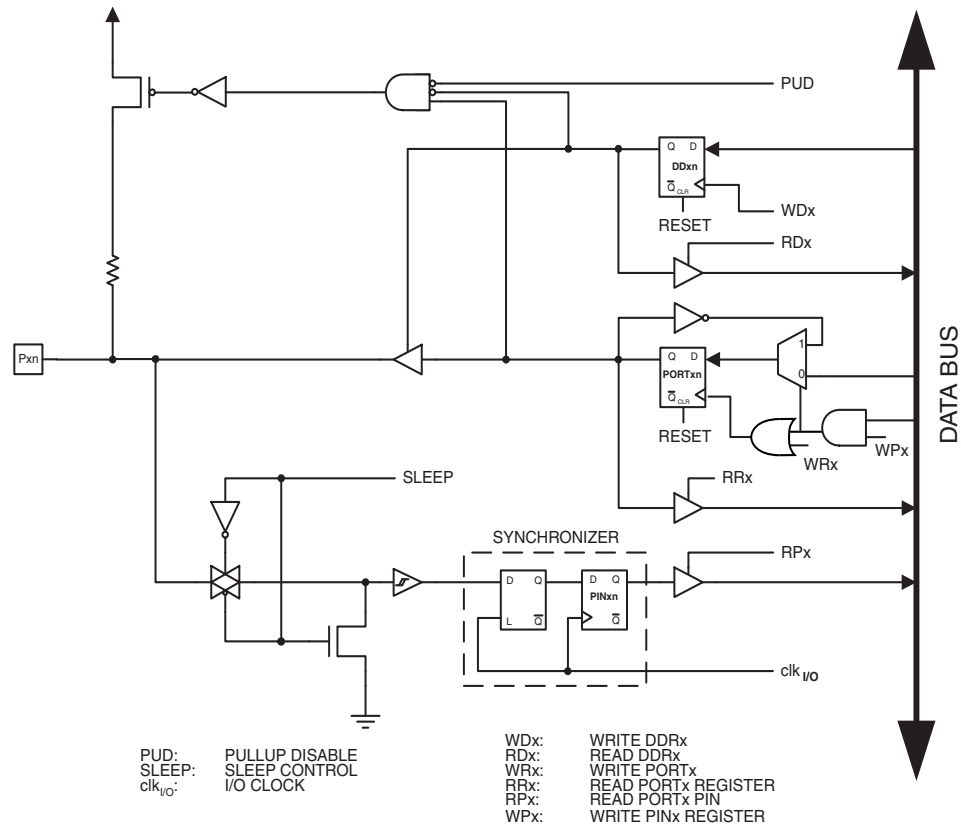 PUD
Q D
DDxn
Q CLR
WDx
RESET
RDx
Pxn
1
Q D
PORTxn
0
Q CLR
RESET
WRx
WPx
DATA BUS
SLEEP
RRx
SYNCHRONIZER
RPx
D Q
D Q
PINxn
L Q
Q
clk I/O
PUD: PULLUP DISABLE
SLEEP: SLEEP CONTROL
clkI/O: I/O CLOCK
WDx: WRITE DDRx
RDx: READ DDRx
WRx: WRITE PORTx
RRx: READ PORTx REGISTER
RPx: READ PORTx PIN
WPx: WRITE PINx REGISTER